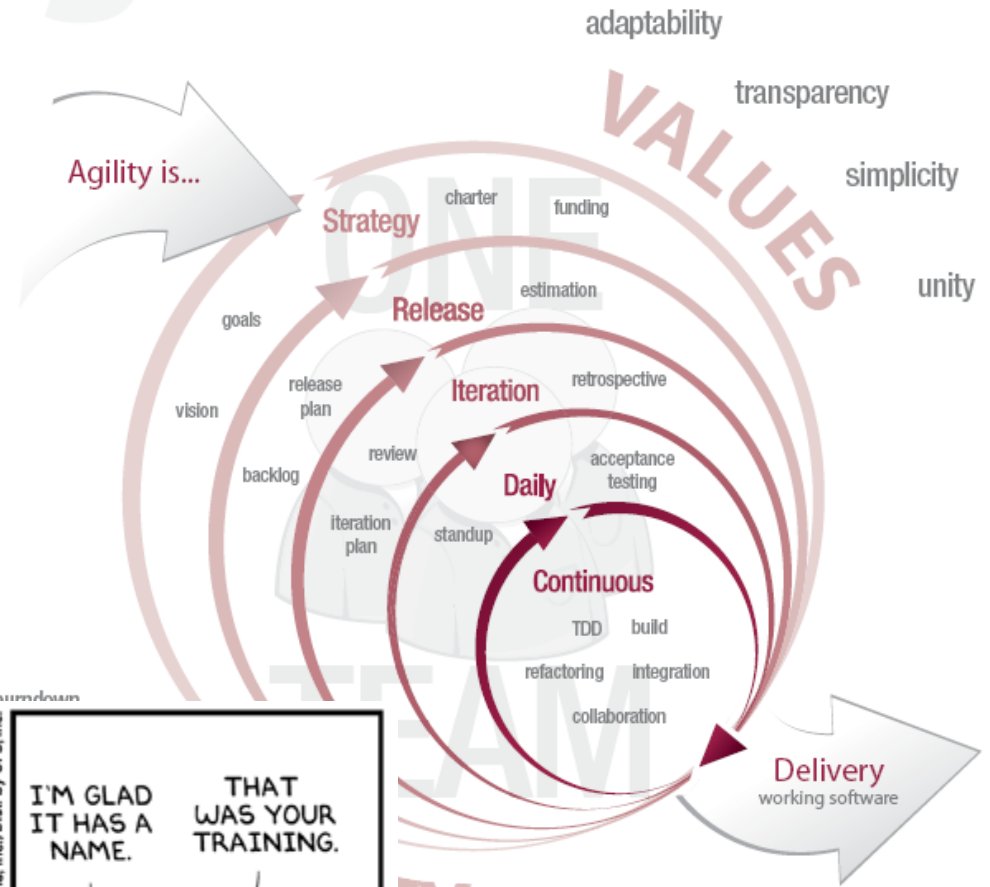 adaptability
transparency
VALUES
simplicity
unity
Agility is...
ONE
TEAM
Strategy
charter
funding
goals
vision
Release
estimation
release
plan
backlog
Iteration
retrospective
review
iteration
plan
Daily
acceptance
testing
standup
Continuous
TDD
build
refactoring
integration
collaboration
Delivery
working software
I'M GLAD
IT HAS A
NAME.
THAT
WAS YOUR
TRAINING.